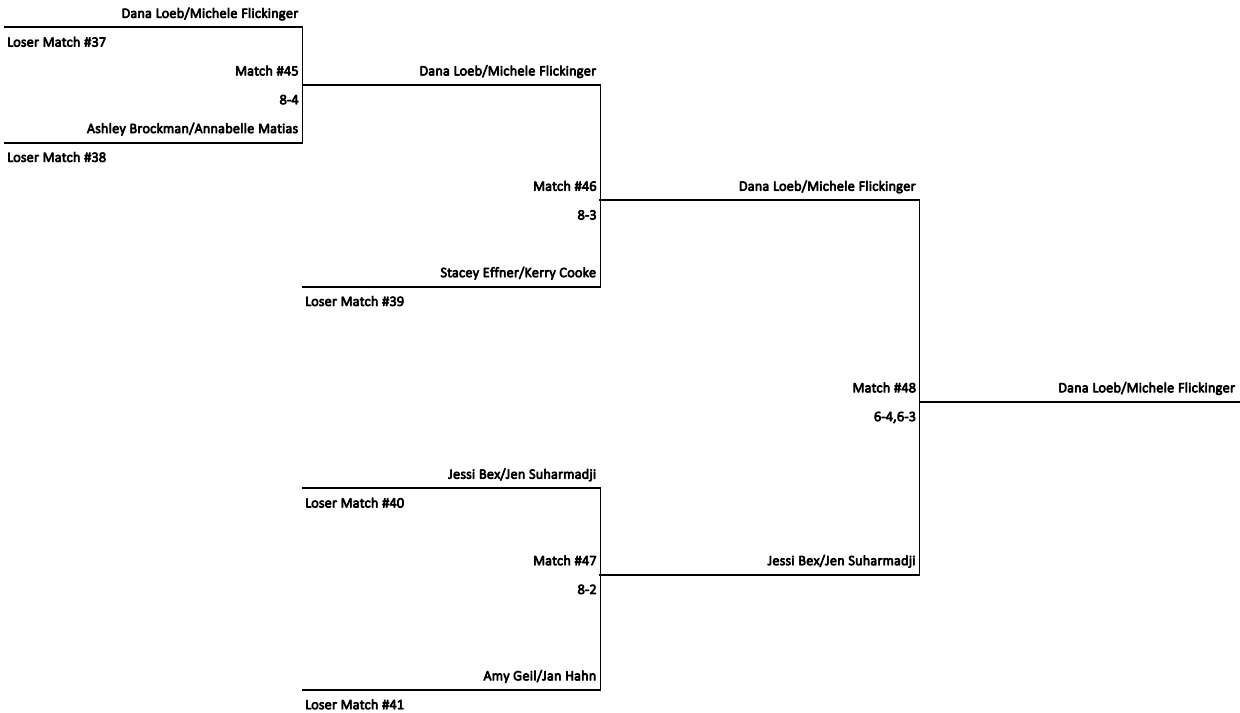 Dana Loeb/Michele Flickinger
Loser Match #37
Match #45
Dana Loeb/Michele Flickinger
8-4
Ashley Brockman/Annabelle Matias
Loser Match #38
Match #46
Dana Loeb/Michele Flickinger
8-3
Stacey Effner/Kerry Cooke
Loser Match #39
Match #48
Dana Loeb/Michele Flickinger
6-4,6-3
Jessi Bex/Jen Suharmadji
Loser Match #40
Match #47
Jessi Bex/Jen Suharmadji
8-2
Amy Geil/Jan Hahn
Loser Match #41